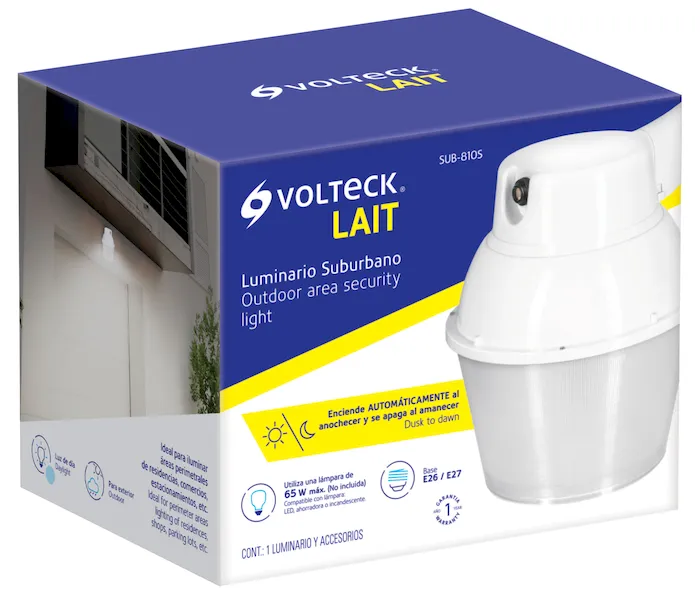 VOLTECK
LAIT
SUB-810S
VOLTECK®
LAIT
Luminario Suburbano
Outdoor area security
light
Enciende AUTOMÁTICAMENTE al
anochecer y se apaga al amanecer
Dusk to dawn
Utiliza una lámpara de
65 W máx. (No incluida)
Compatible con lámpara:
LED, ahorradora o incandescente.
Base
E26 / E27
GARANTÍA
AÑO 1 YEAR
WARRANTY
CONT.: 1 LUMINARIO Y ACCESORIOS
Luz de día
Daylight
Para exterior
Outdoor
Ideal para iluminar
áreas perimetrales
de residencias, comercios,
estacionamientos, etc.
Ideal for perimeter areas
lighting of residences,
shops, parking lots, etc.